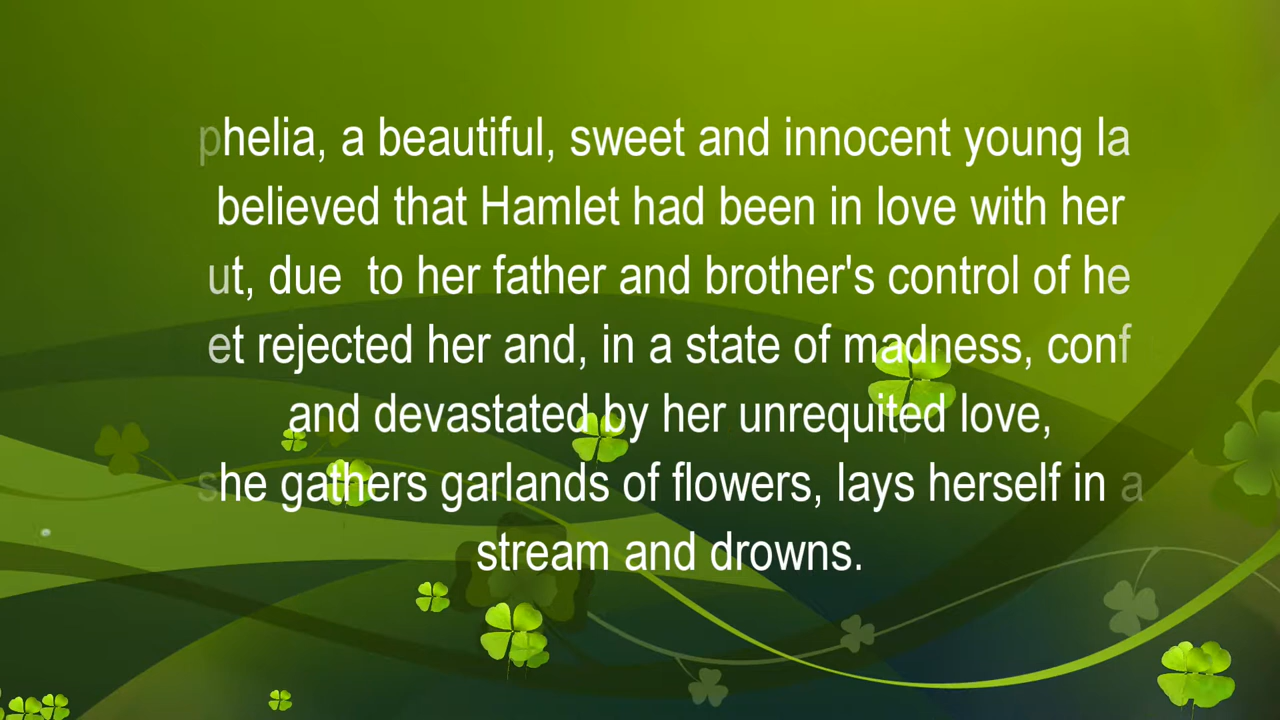 phelia, a beautiful, sweet and innocent young la
believed that Hamlet had been in love with her
ut, due to her father and brother's control of he
et rejected her and, in a state of madness, conf
and devastated by her unrequited love,
she gathers garlands of flowers, lays herself in a
stream and drowns.